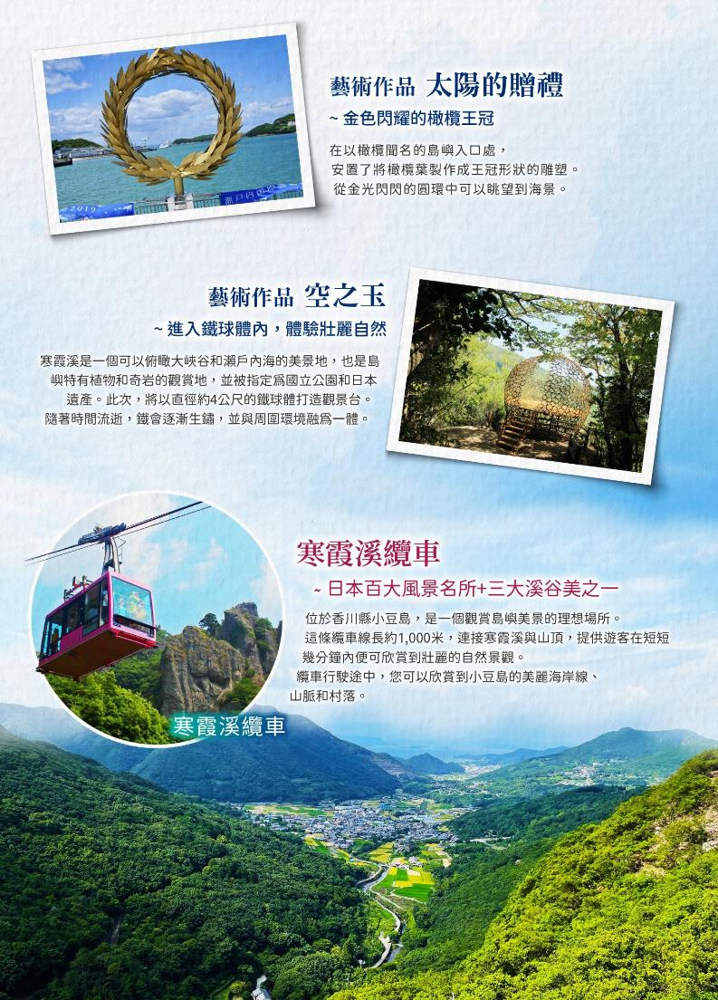 藝術作品 太陽的贈禮
~ 金色閃耀的橄欖王冠
在以橄欖聞名的島嶼入口處，
安置了將橄欖葉製作成王冠形狀的雕塑。
從金光閃閃的圓環中可以眺望到海景。
2019
瀨戸内国際
藝術作品 空之玉
~ 進入鐵球體內，體驗壯麗自然
寒霞溪是一個可以俯瞰大峽谷和瀨戶內海的美景地，也是島
嶼特有植物和奇岩的觀賞地，並被指定爲國立公園和日本
遺產。此次，將以直徑約4公尺的鐵球體打造觀景台。
隨著時間流逝，鐵會逐漸生鏽，並與周圍環境融爲一體。
寒霞溪纜車
~ 日本百大風景名所+三大溪谷美之一
位於香川縣小豆島，是一個觀賞島嶼美景的理想場所。
這條纜車線長約1,000米，連接寒霞溪與山頂，提供遊客在短短
幾分鐘內便可欣賞到壯麗的自然景觀。
纜車行駛途中，您可以欣賞到小豆島的美麗海岸線、
山脈和村落。
寒霞溪纜車